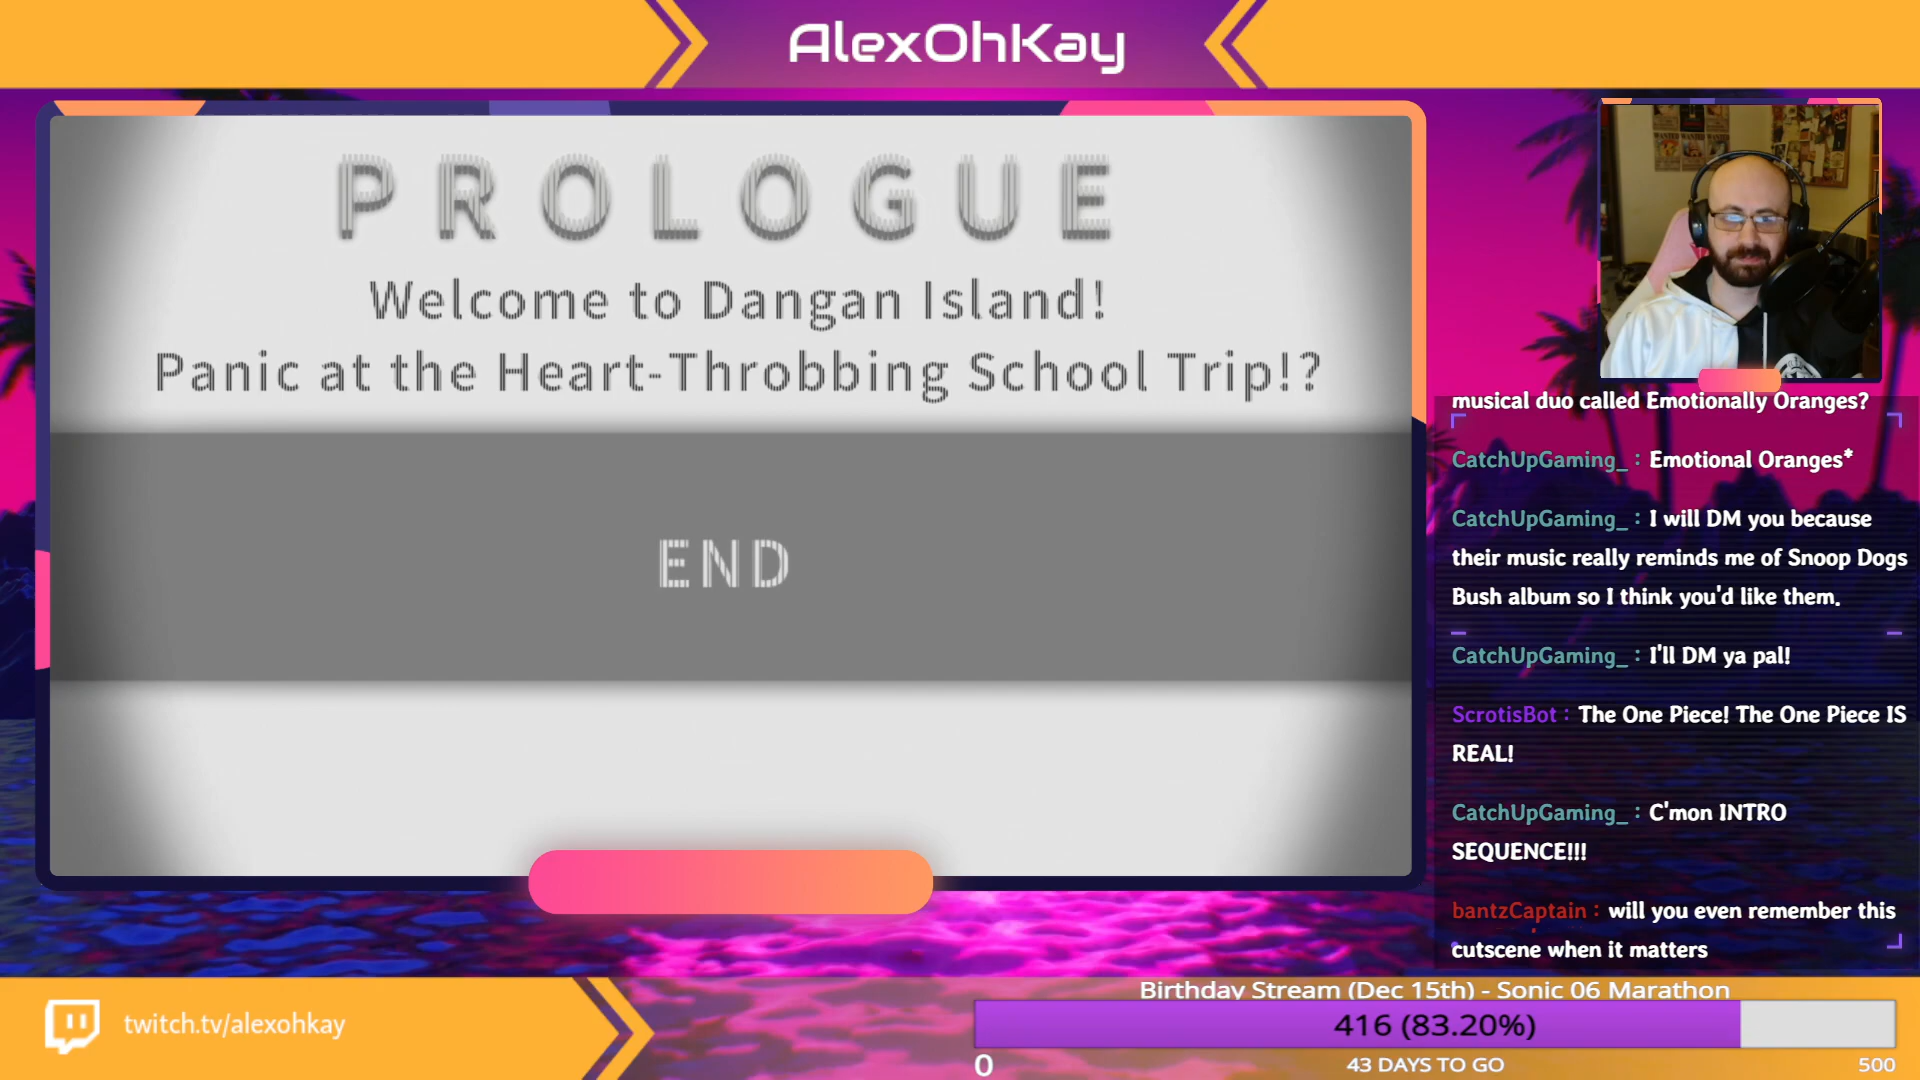 AlexOhKay
PROLOGUE
Welcome to Dangan Island!
Panic at the Heart-Throbbing School Trip!?
END
musical duo called Emotionally Oranges?
CatchUpGaming_ : Emotional Oranges*
CatchUpGaming_ : I will DM you because
their music really reminds me of Snoop Dogs
Bush album so I think you'd like them.
CatchUpGaming_ : I'll DM ya pal!
ScrotisBot : The One Piece! The One Piece IS
REAL!
CatchUpGaming_ : C'mon INTRO
SEQUENCE!!!
bantzCaptain : will you even remember this
cutscene when it matters
twitch.tv/alexohkay
Birthday Stream (Dec 15th) - Sonic 06 Marathon
416 (83.20%)
0
43 DAYS TO GO
500